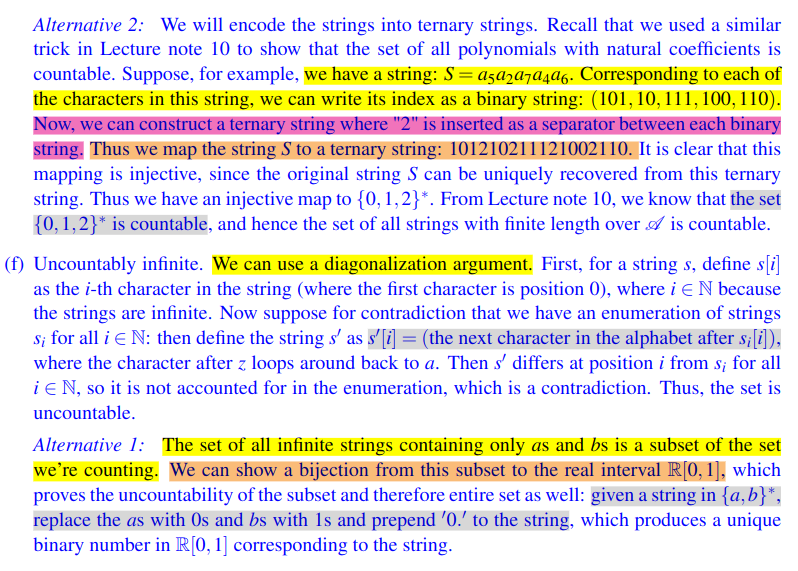 Alternative 2: We will encode the strings into ternary strings. Recall that we used a similar
trick in Lecture note 10 to show that the set of all polynomials with natural coefficients is
countable. Suppose, for example, we have a string: S = a₅a₂a₇a₄a₆. Corresponding to each of
the characters in this string, we can write its index as a binary string: (101, 10, 111, 100, 110).
Now, we can construct a ternary string where "2" is inserted as a separator between each binary
string. Thus we map the string S to a ternary string: 101210211121002110. It is clear that this
mapping is injective, since the original string S can be uniquely recovered from this ternary
string. Thus we have an injective map to {0, 1, 2}*. From Lecture note 10, we know that the set
{0, 1, 2}* is countable, and hence the set of all strings with finite length over 𝒜 is countable.
(f) Uncountably infinite. We can use a diagonalization argument. First, for a string s, define s[i]
as the i-th character in the string (where the first character is position 0), where i ∈ ℕ because
the strings are infinite. Now suppose for contradiction that we have an enumeration of strings
sᵢ for all i ∈ ℕ: then define the string s′ as s′[i] = (the next character in the alphabet after sᵢ[i]),
where the character after z loops around back to a. Then s′ differs at position i from sᵢ for all
i ∈ ℕ, so it is not accounted for in the enumeration, which is a contradiction. Thus, the set is
uncountable.
Alternative 1: The set of all infinite strings containing only as and bs is a subset of the set
we're counting. We can show a bijection from this subset to the real interval ℝ[0, 1], which
proves the uncountability of the subset and therefore entire set as well: given a string in {a, b}*,
replace the as with 0s and bs with 1s and prepend ′0.′ to the string, which produces a unique
binary number in ℝ[0, 1] corresponding to the string.